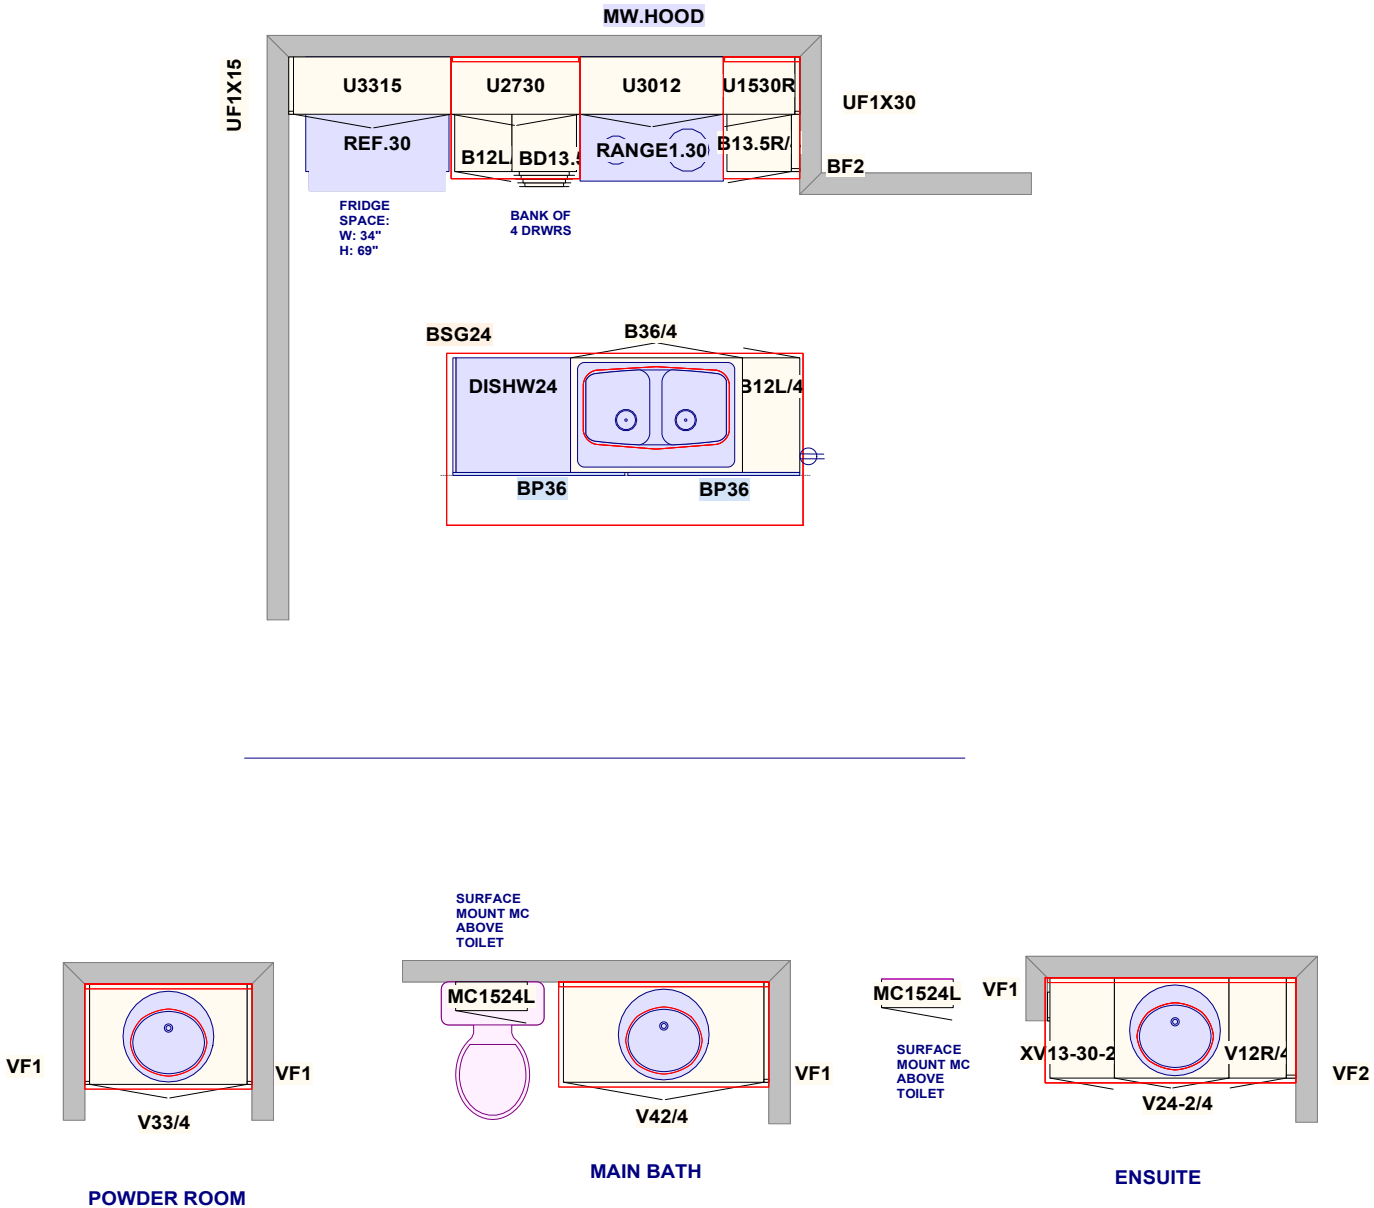 MW.HOOD
UF1X15
U3315
U2730
U3012
U1530R
UF1X30
REF.30
B12L/
BD13.5
RANGE1.30
B13.5R/4
BF2
FRIDGE
SPACE:
W: 34"
H: 69"
BANK OF
4 DRWRS
BSG24
B36/4
DISHW24
B12L/4
BP36
BP36
SURFACE
MOUNT MC
ABOVE
TOILET
MC1524L
VF1
VF1
V33/4
POWDER ROOM
VF1
V42/4
MAIN BATH
MC1524L
SURFACE
MOUNT MC
ABOVE
TOILET
VF1
XV13-30-2
V12R/4
VF2
V24-2/4
ENSUITE